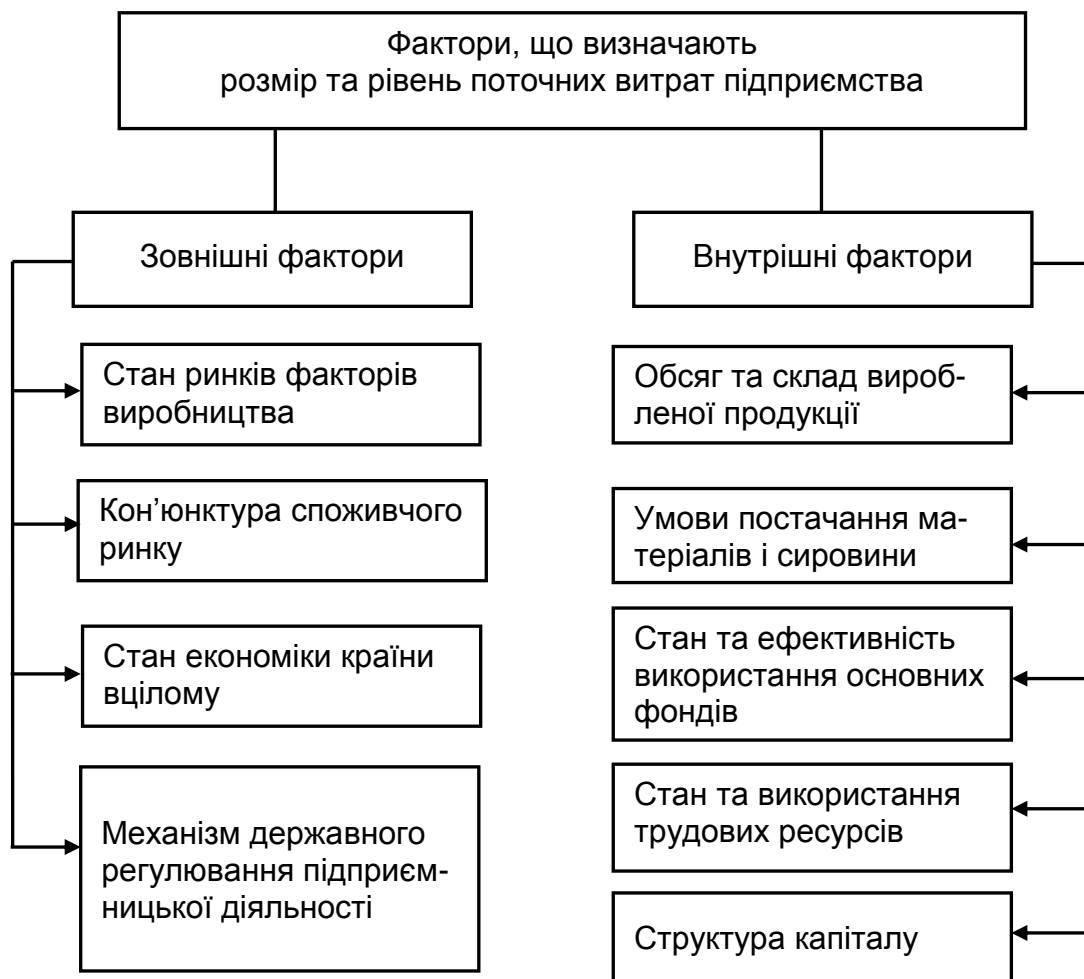 Фактори, що визначають
розмір та рівень поточних витрат підприємства
Зовнішні фактори
Стан ринків факторів
виробництва
Кон’юнктура споживчого
ринку
Стан економіки країни
вцілому
Механізм державного
регулювання підприєм-
ницької діяльності
Внутрішні фактори
Обсяг та склад вироб-
леної продукції
Умови постачання ма-
теріалів і сировини
Стан та ефективність
використання основних
фондів
Стан та використання
трудових ресурсів
Структура капіталу